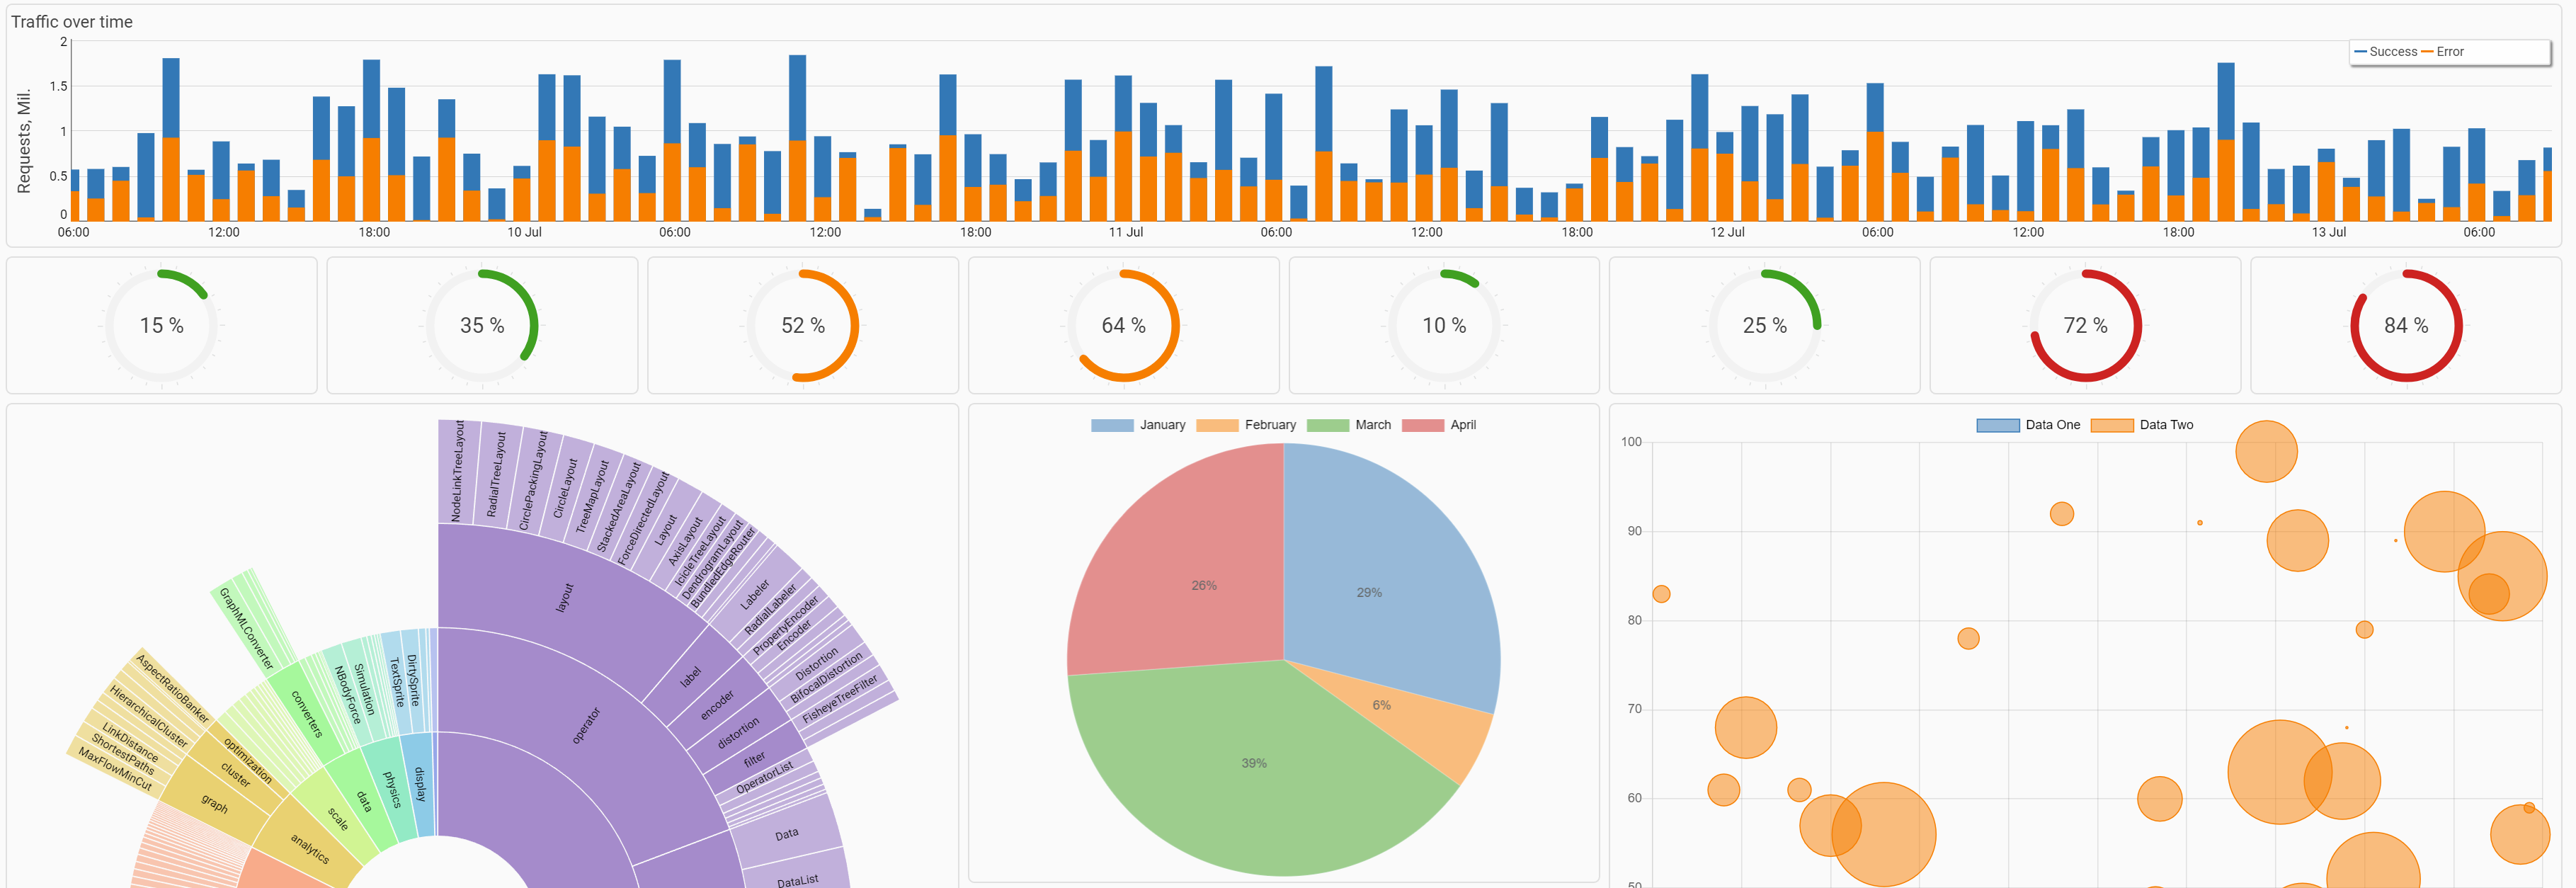 Traffic over time
Requests, Mil.
2
1.5
1
0.5
0
Success Error
06:00 12:00 18:00 10 Jul 06:00 12:00 18:00 11 Jul 06:00 12:00 18:00 12 Jul 06:00 12:00 18:00 13 Jul 06:00
15 %
35 %
52 %
64 %
10 %
25 %
72 %
84 %
NodeLinkTreeLayout
RadialTreeLayout
CirclePackingLayout
CircleLayout
TreeMapLayout
StackedAreaLayout
ForceDirectedLayout
Layout
AxisLayout
IcicleTreeLayout
DendrogramLayout
BundledEdgeRouter
Labeler
RadialLabeler
PropertyEncoder
Encoder
Distortion
BifocalDistortion
FisheyeTreeFilter
OperatorList
Data
DataList
layout
label
encoder
distortion
filter
operator
GraphMLConverter
converters
NBodyForce
Simulation
TextSprite
DirtySprite
AspectRatioBanker
HierarchicalCluster
LinkDistance
ShortestPaths
MaxFlowMinCut
optimization
cluster
graph
analytics
scale
data
physics
display
January February March April
29%
6%
39%
26%
Data One Data Two
100
90
80
70
60
50